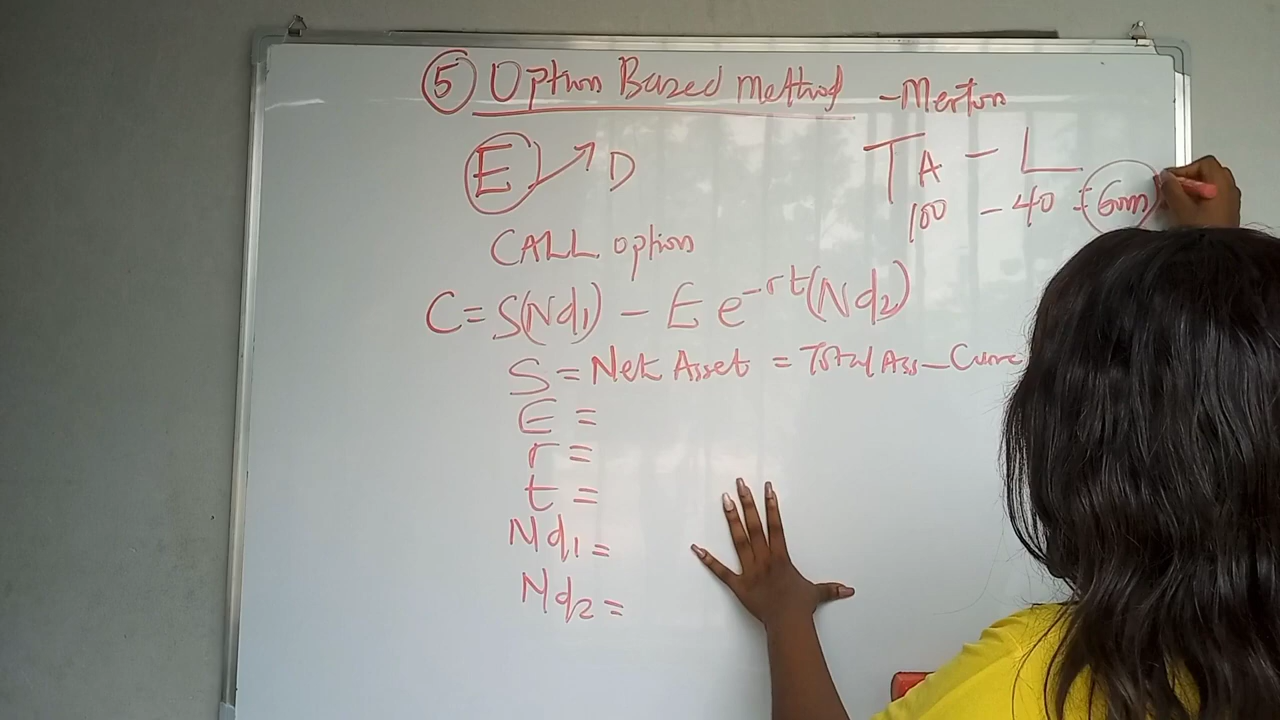 ⑤ Option Based Method - Merton
E → D
TA - L
100 - 40 = 60m
CALL option
C = S(Nd1) - E e^-rt (Nd2)
S = Net Asset = Total Ass - Curre
E =
r =
t =
Nd1 =
Nd2 =